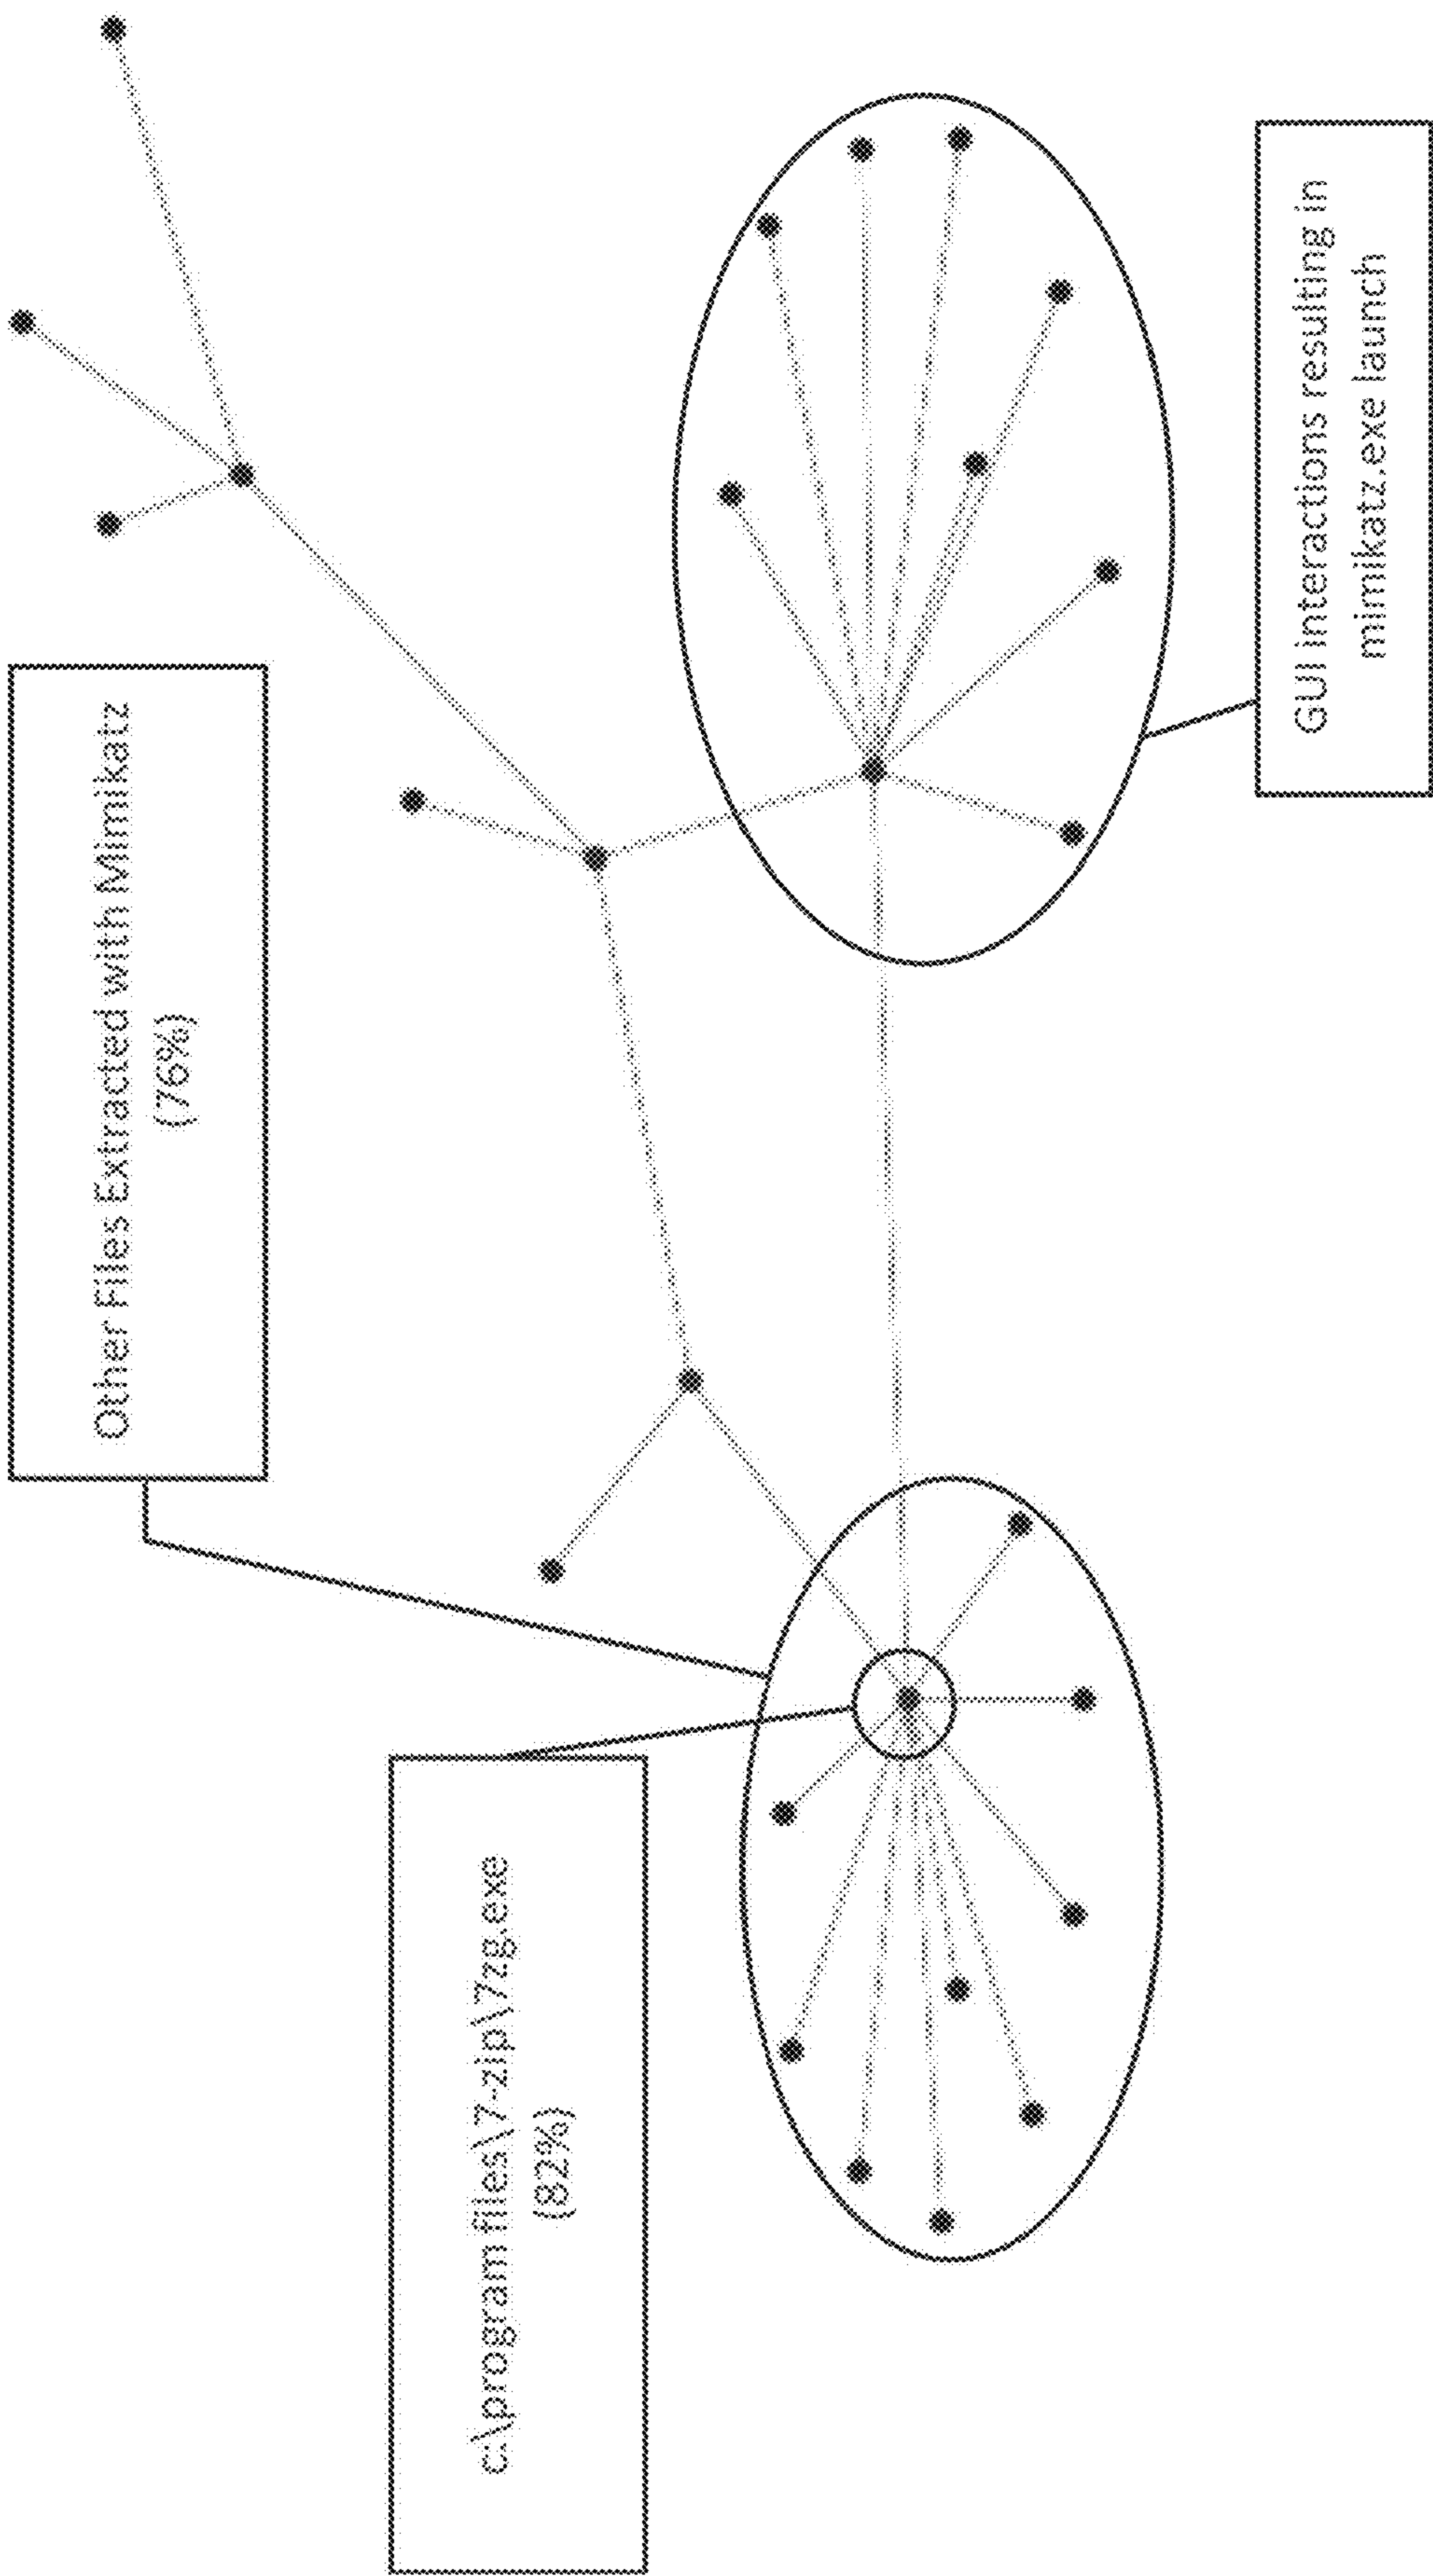 Other Files Extracted with Mimikatz
(76%)
c:\program files\7-zip\7zg.exe
(82%)
GUI interactions resulting in
mimikatz.exe launch